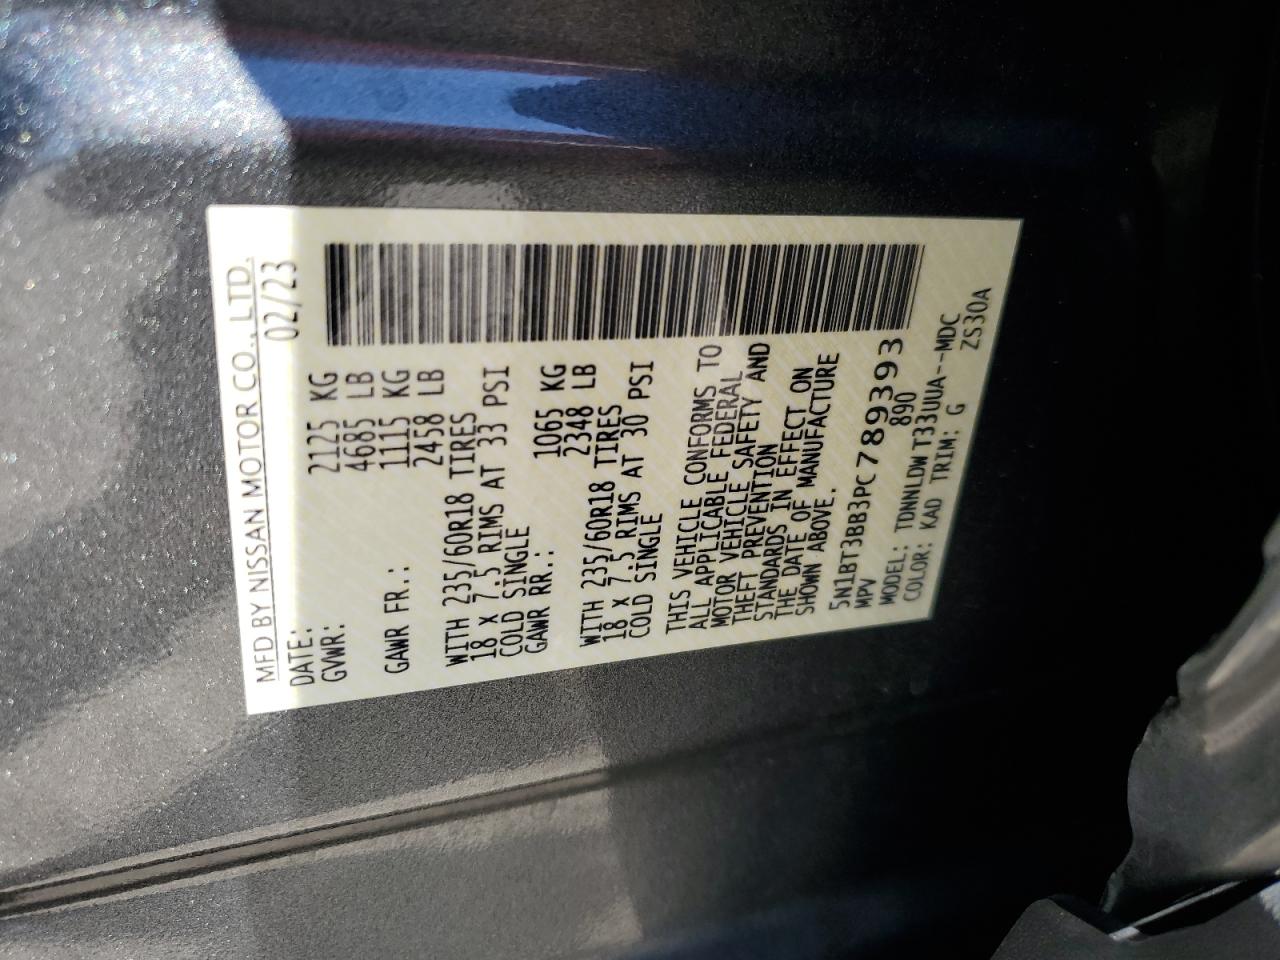 MFD BY NISSAN MOTOR CO., LTD.
DATE: 02/23
GVWR: 2125 KG
4685 LB
GAWR FR.: 1115 KG
2458 LB
WITH 235/60R18 TIRES
18 x 7.5 RIMS AT 33 PSI
COLD SINGLE
GAWR RR.: 1065 KG
2348 LB
WITH 235/60R18 TIRES
18 x 7.5 RIMS AT 30 PSI
COLD SINGLE
THIS VEHICLE CONFORMS TO
ALL APPLICABLE FEDERAL
MOTOR VEHICLE SAFETY AND
THEFT PREVENTION
STANDARDS IN EFFECT ON
THE DATE OF MANUFACTURE
SHOWN ABOVE.
5N1BT3BB3PC789393
MPV 890
MODEL: TDNNLDW T33UUA--MDC
COLOR: KAD TRIM: G ZS30A